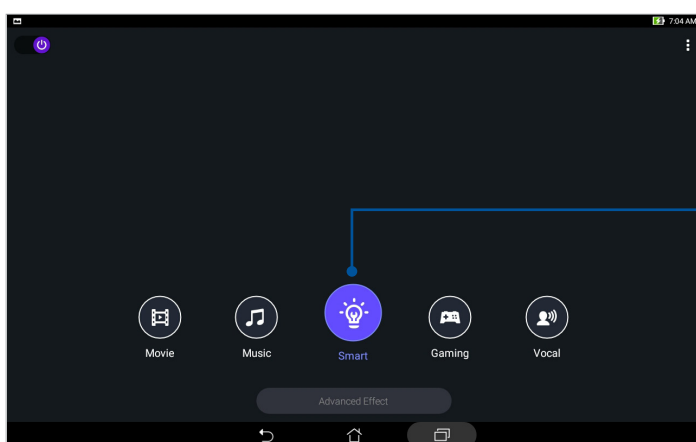 7:04 AM
Movie
Music
Smart
Gaming
Vocal
Advanced Effect